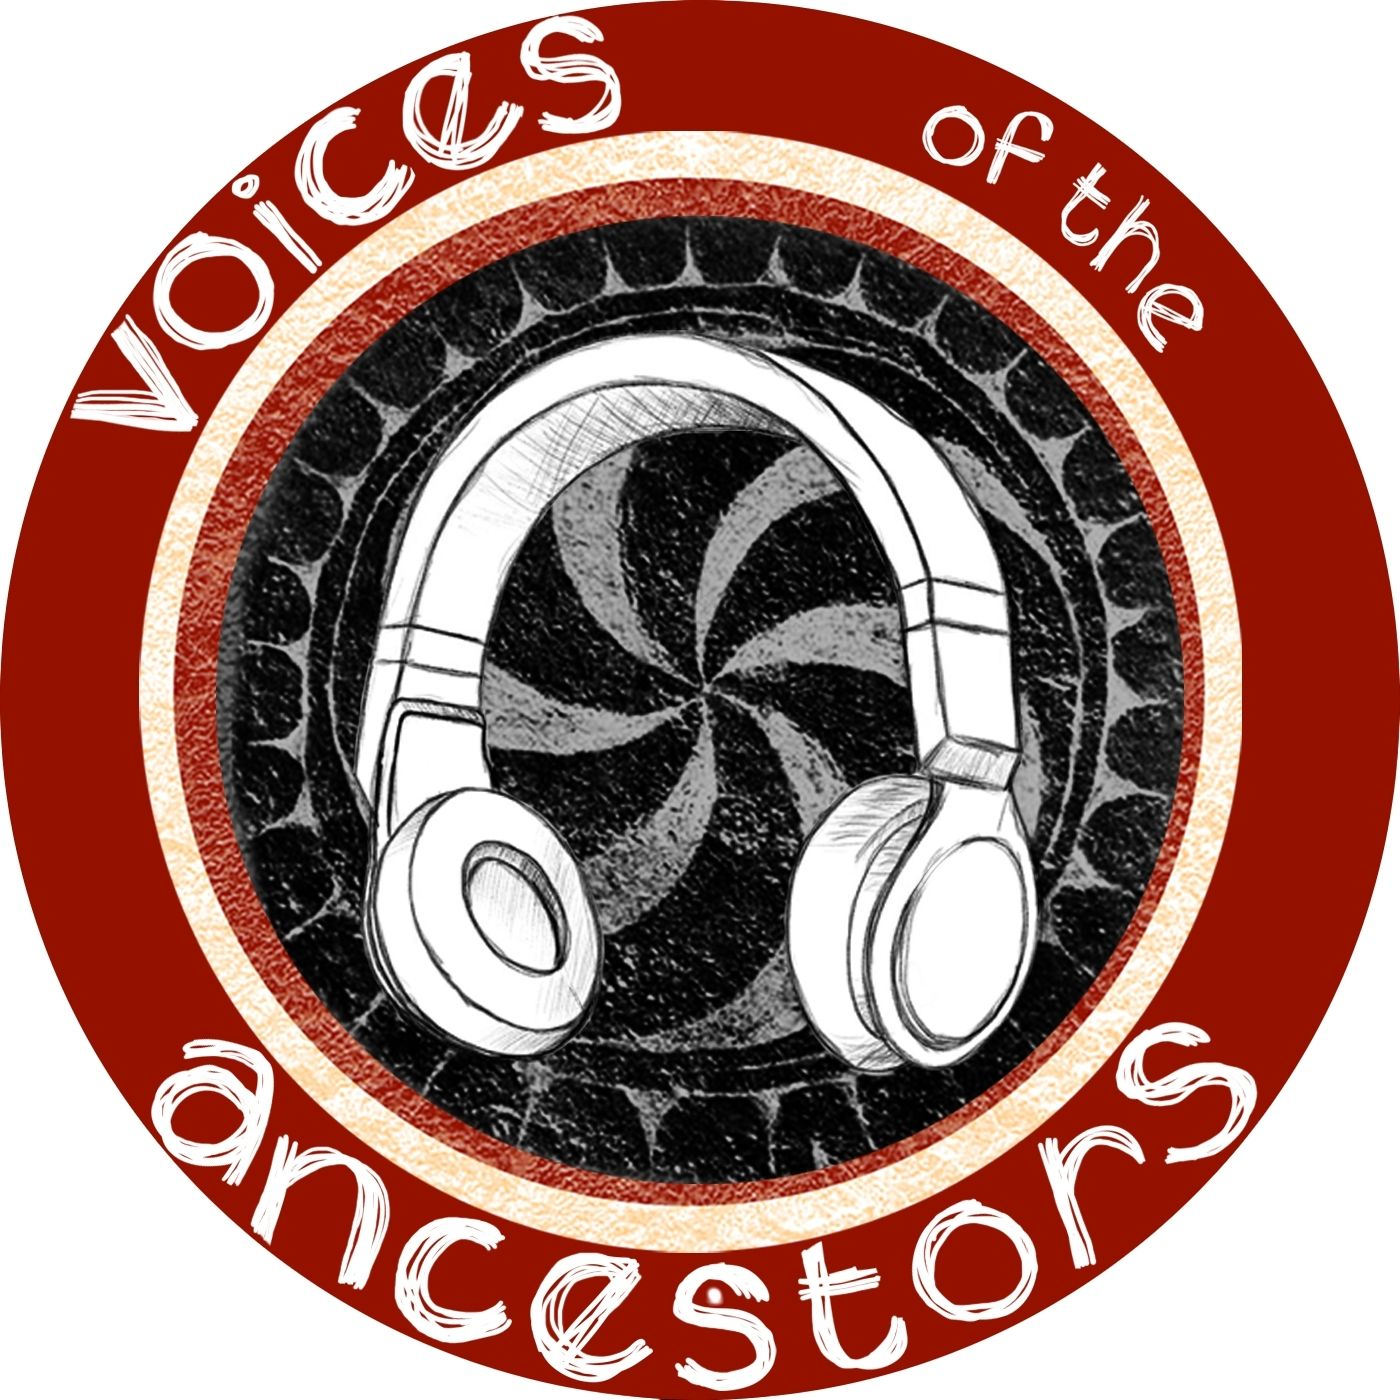 voices
of the
ancestors